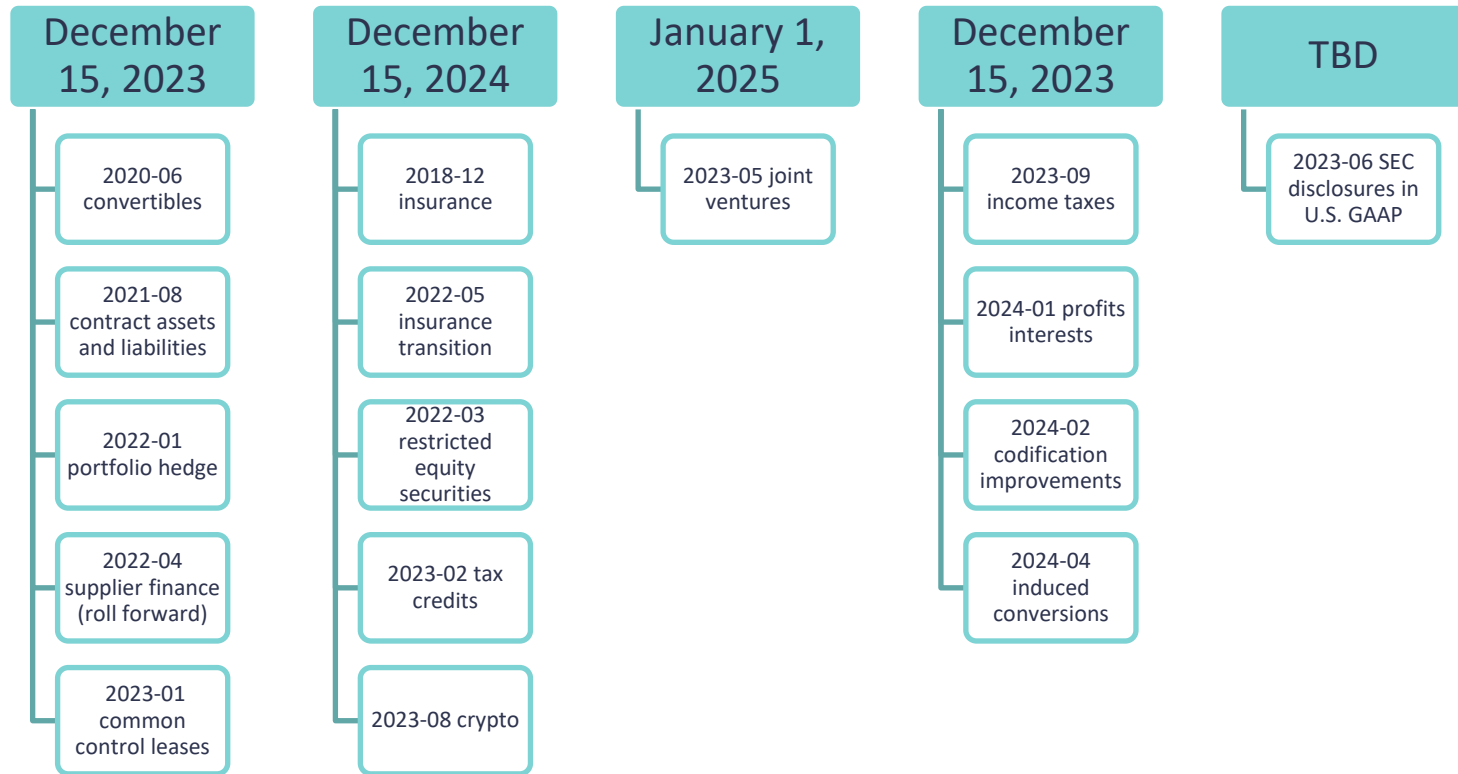 December
15, 2023
2020-06
convertibles
2021-08
contract assets
and liabilities
2022-01
portfolio hedge
2022-04
supplier finance
(roll forward)
2023-01
common
control leases
December
15, 2024
2018-12
insurance
2022-05
insurance
transition
2022-03
restricted
equity
securities
2023-02 tax
credits
2023-08 crypto
January 1,
2025
2023-05 joint
ventures
December
15, 2023
2023-09
income taxes
2024-01 profits
interests
2024-02
codification
improvements
2024-04
induced
conversions
TBD
2023-06 SEC
disclosures in
U.S. GAAP